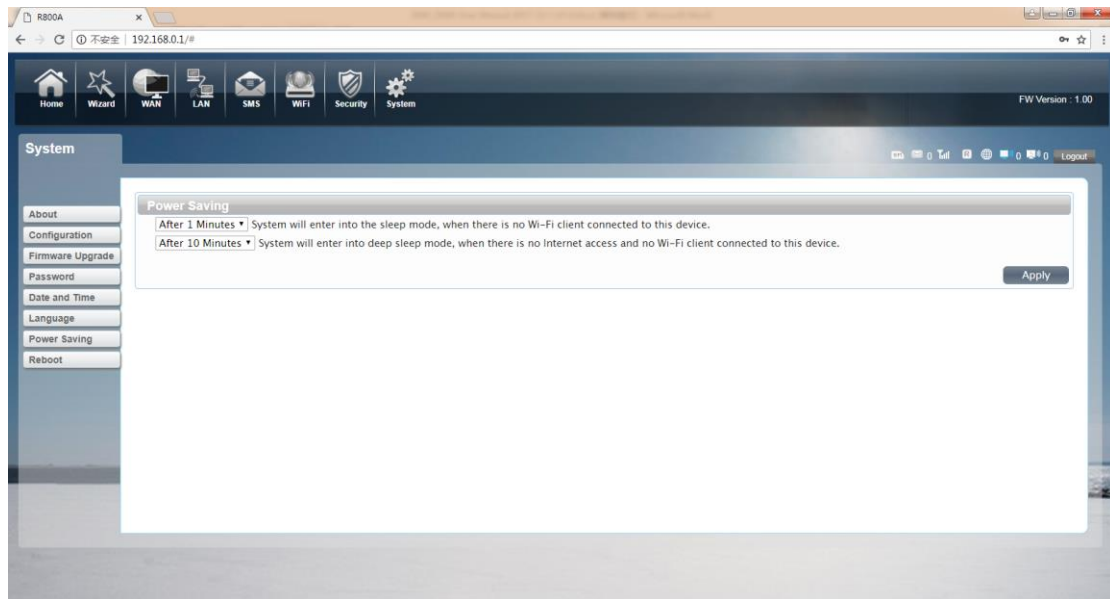 R800A
不安全 192.168.0.1/#
Home Wizard WAN LAN SMS WiFi Security System
FW Version : 1.00
System
0 0 0 Logout
Power Saving
After 1 Minutes System will enter into the sleep mode, when there is no Wi-Fi client connected to this device.
After 10 Minutes System will enter into deep sleep mode, when there is no Internet access and no Wi-Fi client connected to this device.
Apply
About
Configuration
Firmware Upgrade
Password
Date and Time
Language
Power Saving
Reboot